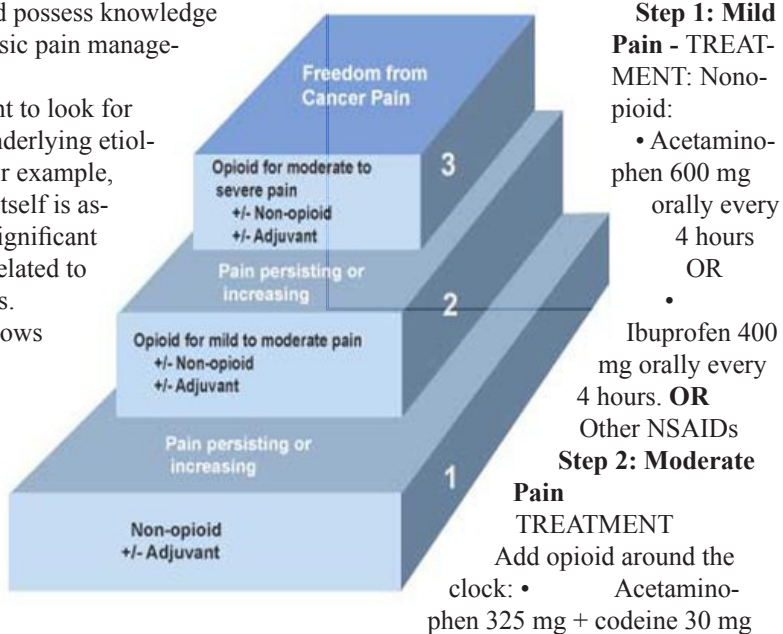 d possess knowledge
sic pain manage-
nt to look for
nderlying etiol-
r example,
tself is as-
ignificant
elated to
s.
ows
Freedom from
Cancer Pain
Opioid for moderate to
severe pain
+/- Non-opioid
+/- Adjuvant
3
Pain persisting or
increasing
2
Opioid for mild to moderate pain
+/- Non-opioid
+/- Adjuvant
Pain persisting or
increasing
1
Non-opioid
+/- Adjuvant
Step 1: Mild
Pain - TREAT-
MENT: Nono-
pioid:
• Acetamino-
phen 600 mg
orally every
4 hours
OR
•
Ibuprofen 400
mg orally every
4 hours. OR
Other NSAIDs
Step 2: Moderate
Pain
TREATMENT
Add opioid around the
clock: • Acetamino-
phen 325 mg + codeine 30 mg